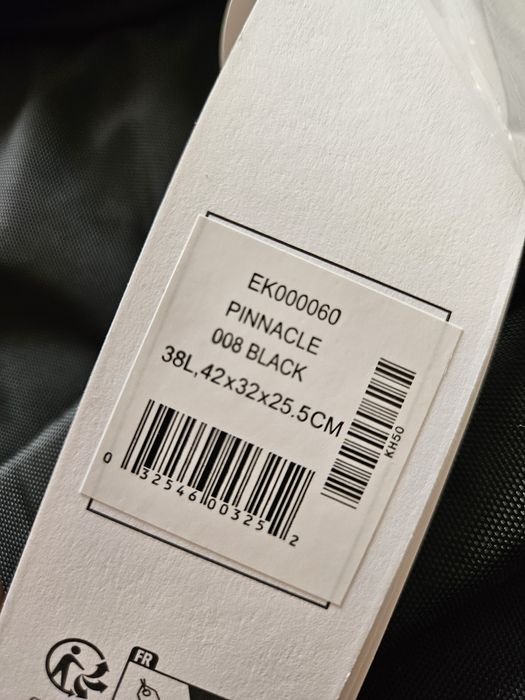 EK000060
PINNACLE
008 BLACK
38L,42x32x25.5CM
KH50
0 32546 00325 2
FR